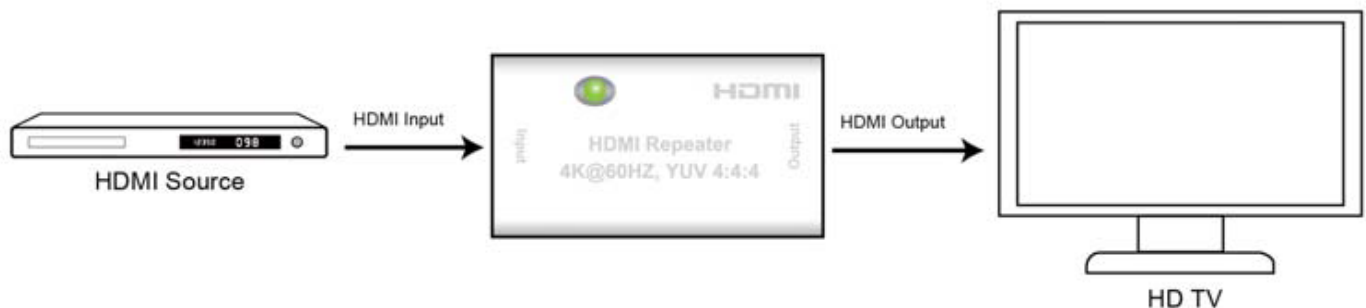 HDMI Source
098
HDMI Input
HDMI
Input
Output
HDMI Repeater
4K@60HZ, YUV 4:4:4
HDMI Output
HD TV